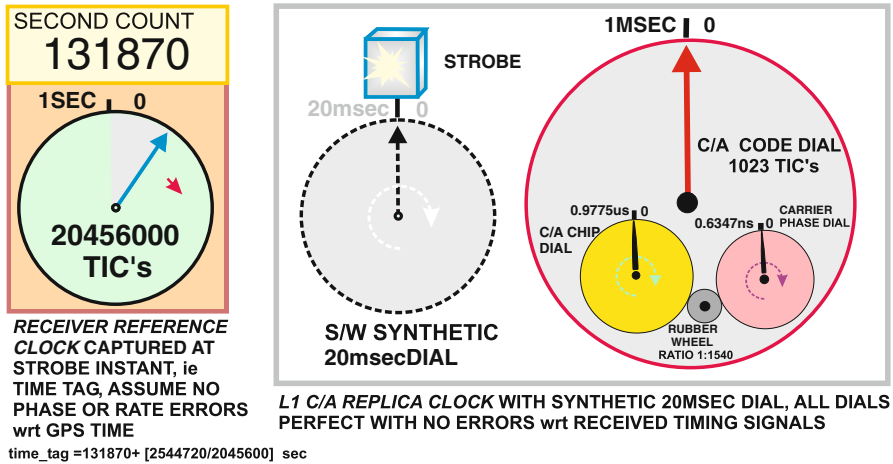 SECOND COUNT
131870
1SEC 0
20456000
TIC's
RECEIVER REFERENCE
CLOCK CAPTURED AT
STROBE INSTANT, ie
TIME TAG, ASSUME NO
PHASE OR RATE ERRORS
wrt GPS TIME
time_tag =131870+ [2544720/2045600] sec
STROBE
20msec 0
S/W SYNTHETIC
20msecDIAL
1MSEC 0
C/A CODE DIAL
1023 TIC's
0.9775us 0
C/A CHIP
DIAL
0.6347ns 0
CARRIER
PHASE DIAL
RUBBER
WHEEL
RATIO 1:1540
L1 C/A REPLICA CLOCK WITH SYNTHETIC 20MSEC DIAL, ALL DIALS
PERFECT WITH NO ERRORS wrt RECEIVED TIMING SIGNALS